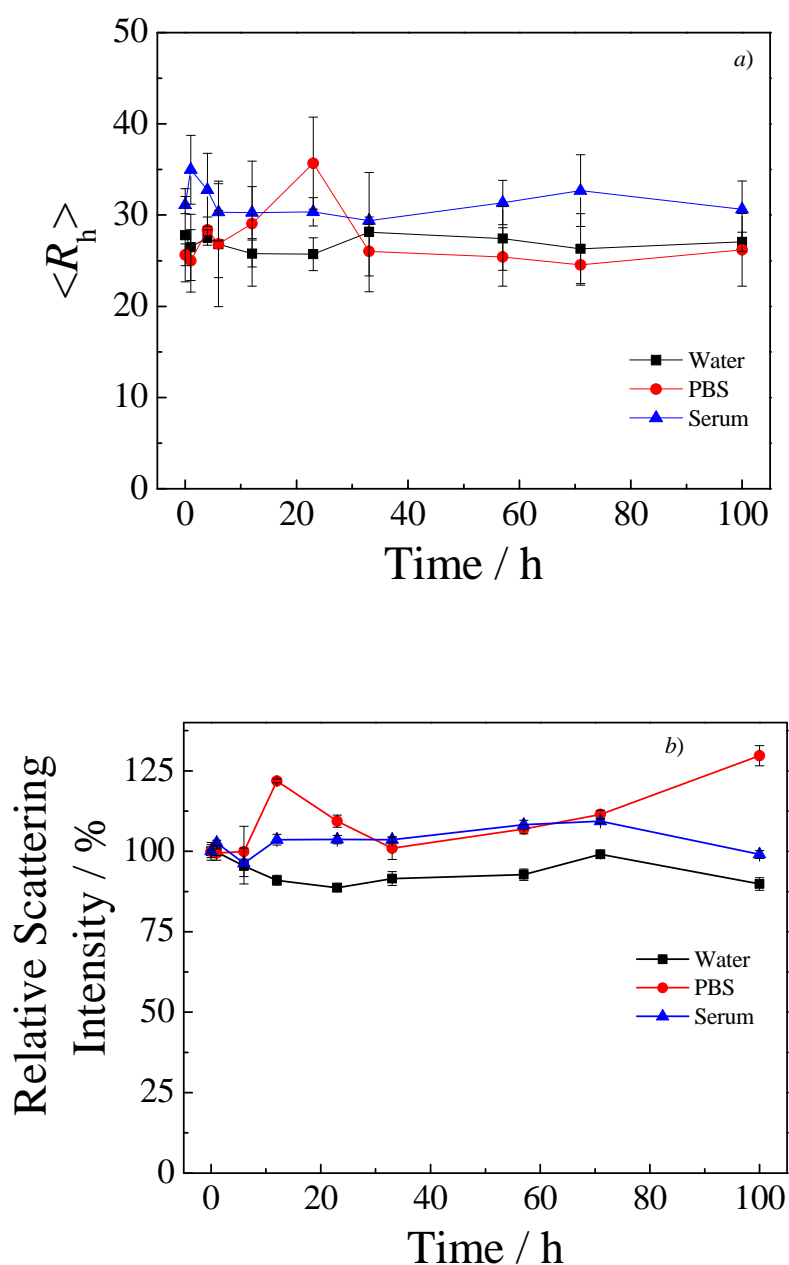 50
a)
40
30
20
10
0
<Rh>
Water
PBS
Serum
0 20 40 60 80 100
Time / h
b)
125
100
75
50
25
0
Relative Scattering
Intensity / %
Water
PBS
Serum
0 20 40 60 80 100
Time / h